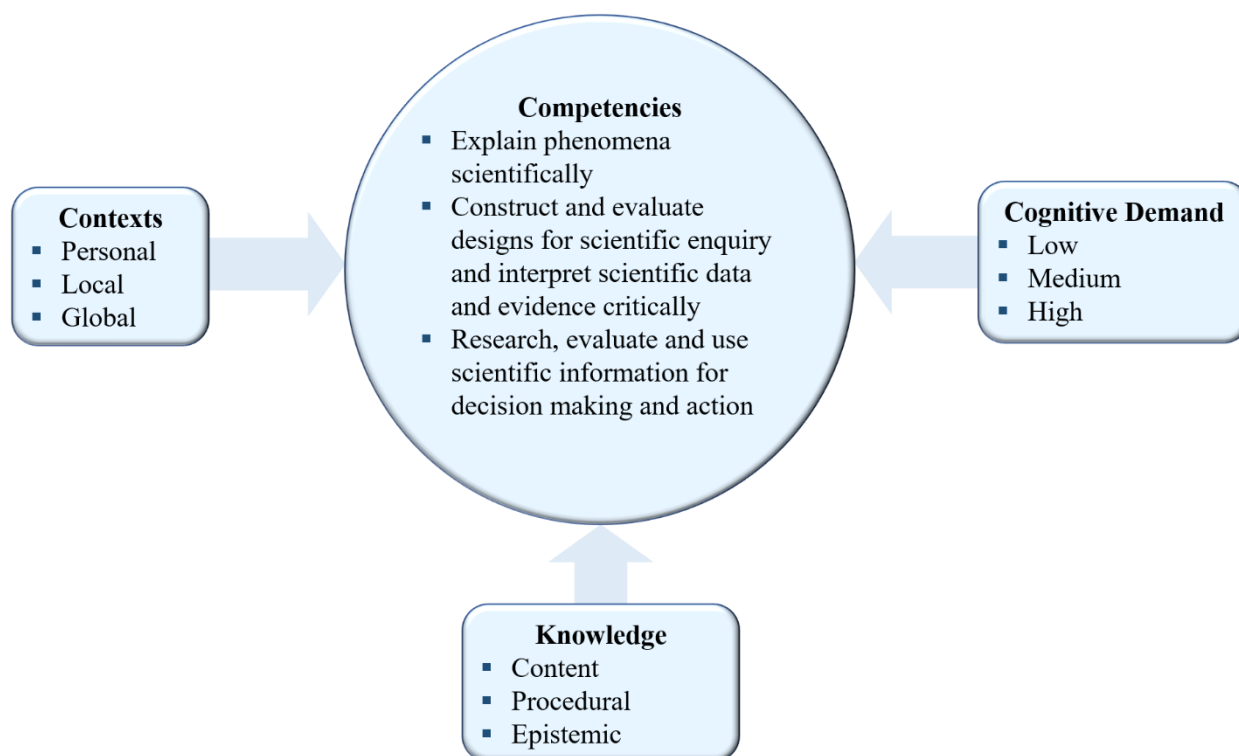 Competencies
▪ Explain phenomena
scientifically
▪ Construct and evaluate
designs for scientific enquiry
and interpret scientific data
and evidence critically
▪ Research, evaluate and use
scientific information for
decision making and action
Contexts
▪ Personal
▪ Local
▪ Global
Cognitive Demand
▪ Low
▪ Medium
▪ High
Knowledge
▪ Content
▪ Procedural
▪ Epistemic